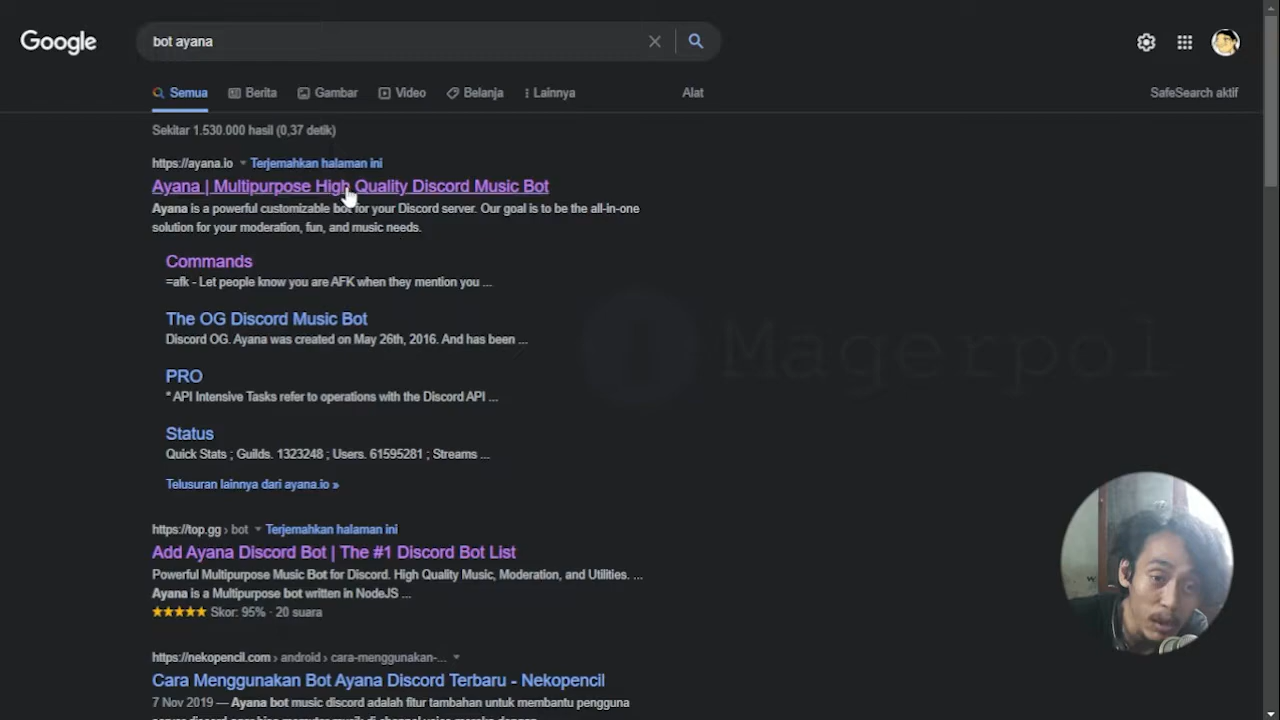 Google
bot ayana
Semua Berita Gambar Video Belanja Lainnya Alat SafeSearch aktif
Sekitar 1.530.000 hasil (0,37 detik)
https://ayana.io Terjemahkan halaman ini
Ayana | Multipurpose High Quality Discord Music Bot
Ayana is a powerful customizable bot for your Discord server. Our goal is to be the all-in-one
solution for your moderation, fun, and music needs.
Commands
=afk - Let people know you are AFK when they mention you ...
The OG Discord Music Bot
Discord OG. Ayana was created on May 26th, 2016. And has been ...
PRO
* API Intensive Tasks refer to operations with the Discord API ...
Status
Quick Stats ; Guilds. 1323248 ; Users. 61595281 ; Streams ...
Telusuran lainnya dari ayana.io »
Magerpol
https://top.gg › bot Terjemahkan halaman ini
Add Ayana Discord Bot | The #1 Discord Bot List
Powerful Multipurpose Music Bot for Discord. High Quality Music, Moderation, and Utilities. ...
Ayana is a Multipurpose bot written in NodeJS ...
Skor: 95% · 20 suara
https://nekopencil.com › android › cara-menggunakan-...
Cara Menggunakan Bot Ayana Discord Terbaru - Nekopencil
7 Nov 2019 — Ayana bot music discord adalah fitur tambahan untuk membantu pengguna